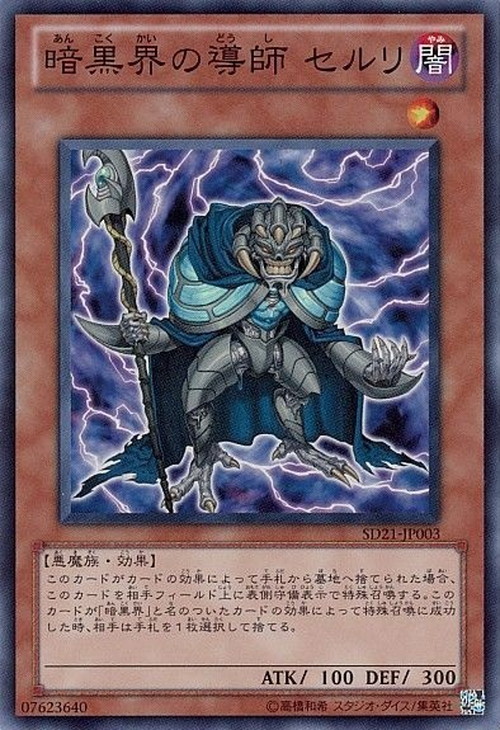 暗黒界の導師 セルリ
闇
SD21-JP003
【悪魔族・効果】
このカードがカードの効果によって手札から墓地へ捨てられた場合、
このカードを相手フィールド上に表側守備表示で特殊召喚する。この
カードが「暗黒界」と名のついたカードの効果によって特殊召喚に成功
した時、相手は手札を1枚選択して捨てる。
ATK/ 100 DEF/ 300
07623640
©高橋和希 スタジオ・ダイス/集英社